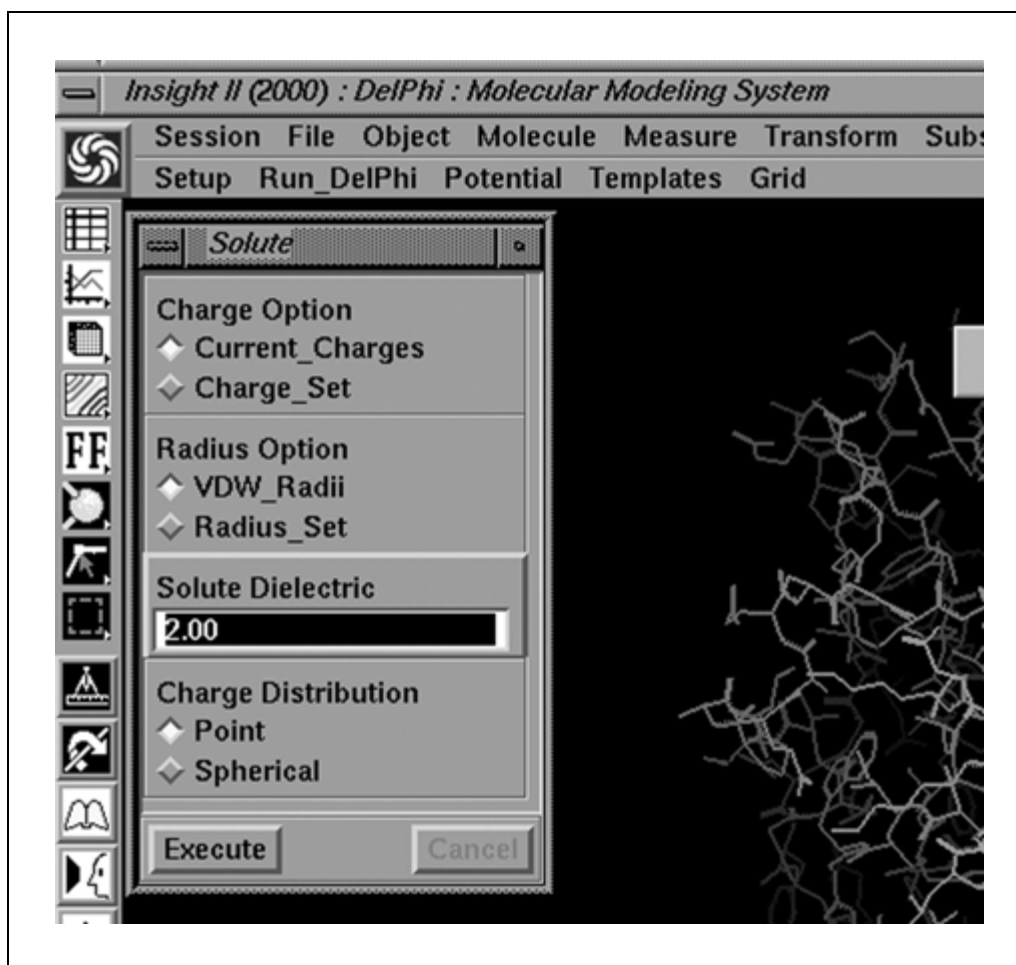 Insight II (2000) : DelPhi : Molecular Modeling System
Session File Object Molecule Measure Transform Subs
Setup Run_DelPhi Potential Templates Grid
Solute
Charge Option
Current_Charges
Charge_Set
FF
Radius Option
VDW_Radii
Radius_Set
Solute Dielectric
2.00
Charge Distribution
Point
Spherical
Execute Cancel